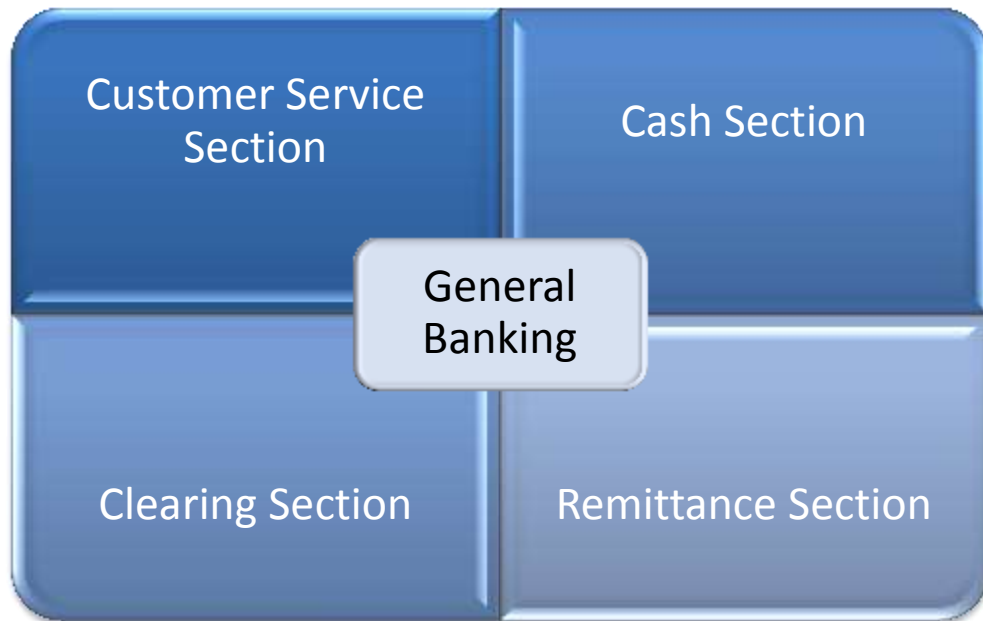 Customer Service
Section
Cash Section
General
Banking
Clearing Section
Remittance Section